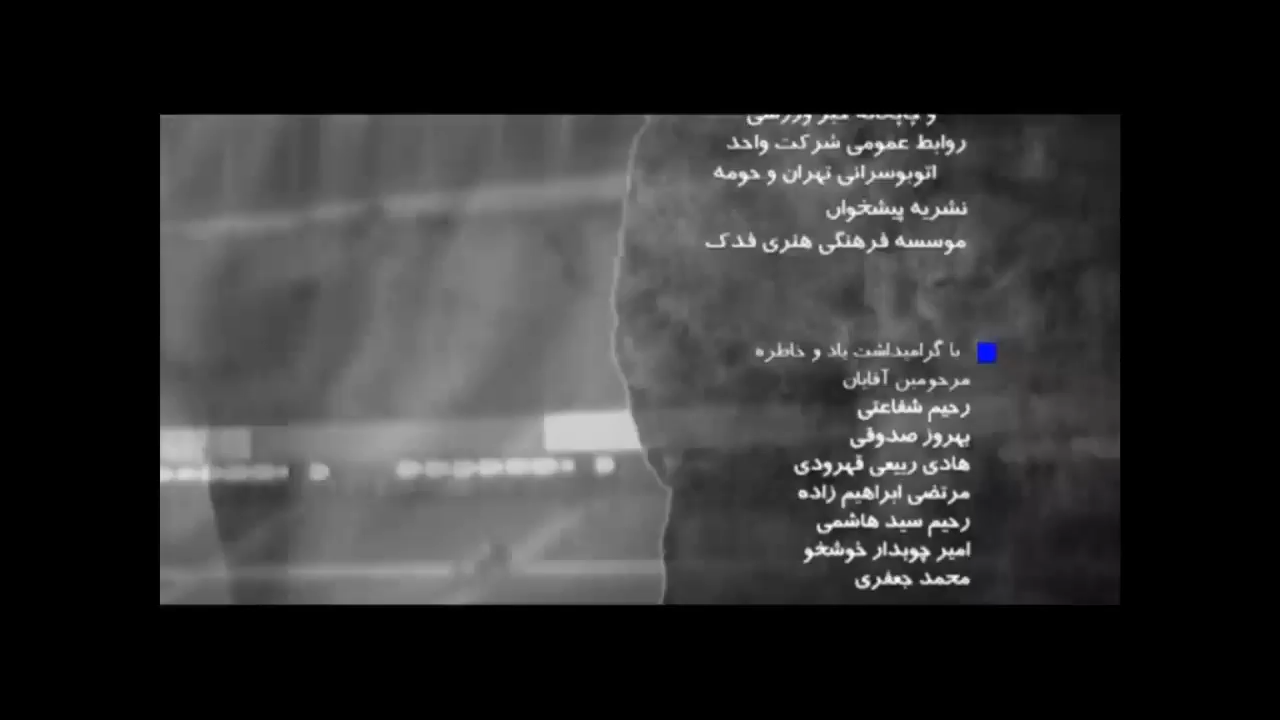 روابط عمومی شرکت واحد
اتوبوسرانی تهران و حومه
نشریه پیشخوان
موسسه فرهنگی هنری فدک
با گرامیداشت یاد و خاطره
مرحومین آقایان
رحیم شفاعتی
بهروز صدوقی
هادی ربیعی قهرودی
مرتضی ابراهیم زاده
رحیم سید هاشمی
امیر چوبدار خوشخو
محمد جعفری